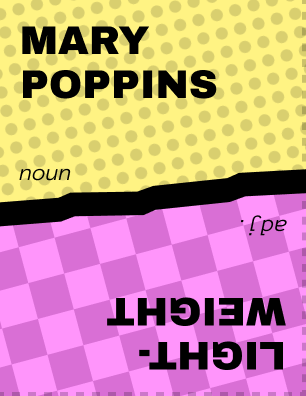 MARY
POPPINS
noun
LIGHT-
WEIGHT
adj.